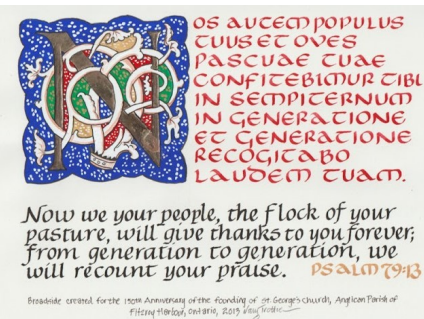 NOS AUTEM POPULUS
TUUS ET OVES
PASCUAE TUAE
CONFITEBIMUR TIBI
IN SEMPITERNUM
IN GENERATIONE
ET GENERATIONE
RECOGITABO
LAUDEM TUAM.
Now we your people, the flock of your
pasture, will give thanks to you forever;
from generation to generation, we
will recount your praise. PSALM 79:13
Broadside created for the 150th Anniversary of the founding of St. George's Church, Anglican Parish of
Fitzroy Harbour, Ontario, 2013